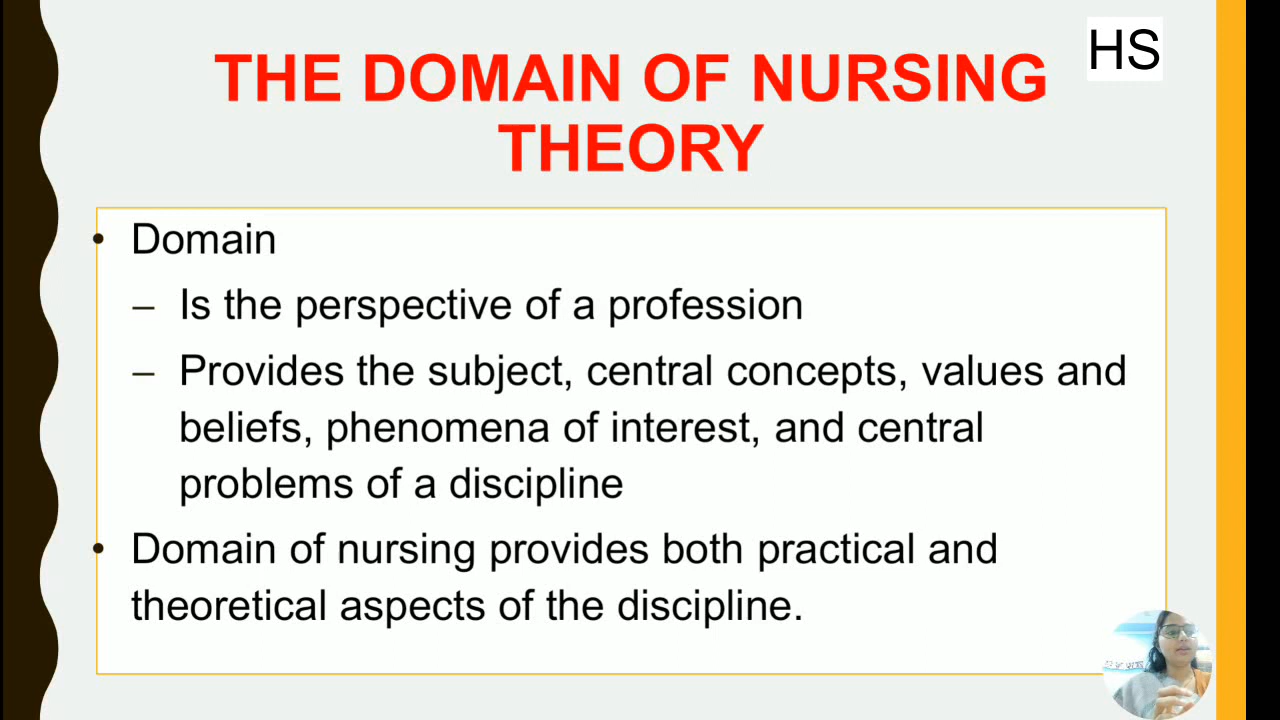 HS
THE DOMAIN OF NURSING
THEORY
• Domain
– Is the perspective of a profession
– Provides the subject, central concepts, values and
beliefs, phenomena of interest, and central
problems of a discipline
• Domain of nursing provides both practical and
theoretical aspects of the discipline.